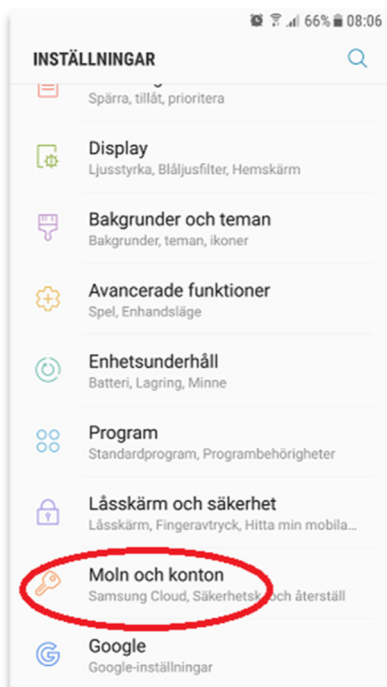 66% 08:06
INSTÄLLNINGAR
Spärra, tillåt, prioritera
Display
Ljusstyrka, Blåljusfilter, Hemskärm
Bakgrunder och teman
Bakgrunder, teman, ikoner
Avancerade funktioner
Spel, Enhandsläge
Enhetsunderhåll
Batteri, Lagring, Minne
Program
Standardprogram, Programbehörigheter
Låsskärm och säkerhet
Låsskärm, Fingeravtryck, Hitta min mobila...
Moln och konton
Samsung Cloud, Säkerhetsk och återställ
Google
Google-inställningar